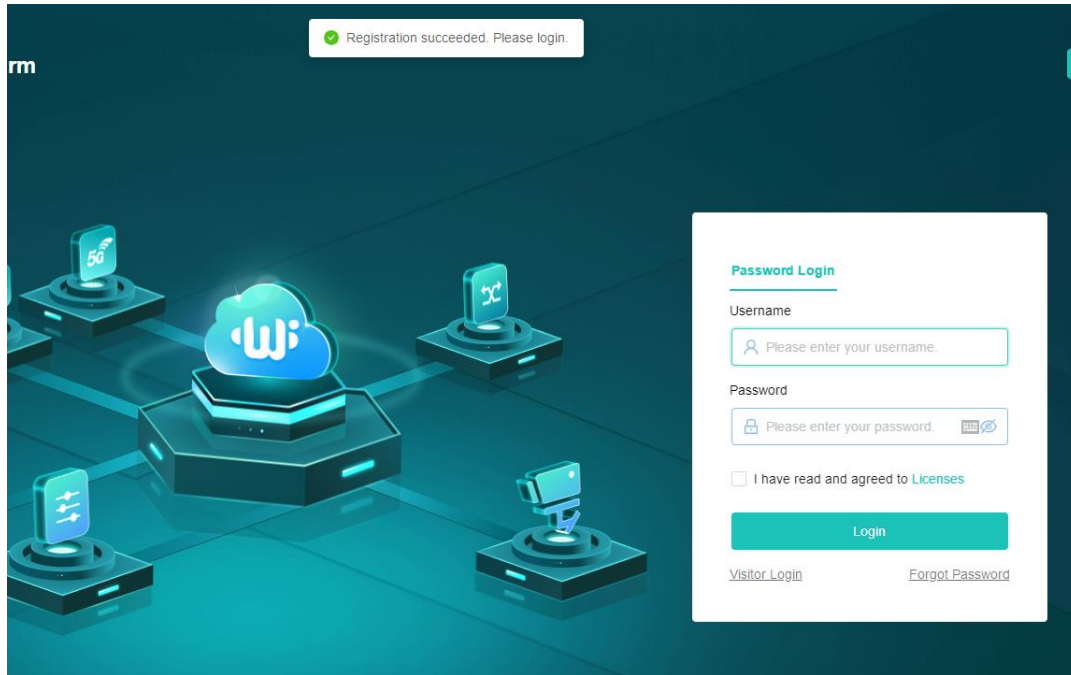 Registration succeeded. Please login.
rm
5G
Wi
Password Login
Username
Please enter your username.
Password
Please enter your password.
I have read and agreed to Licenses
Login
Visitor Login
Forgot Password